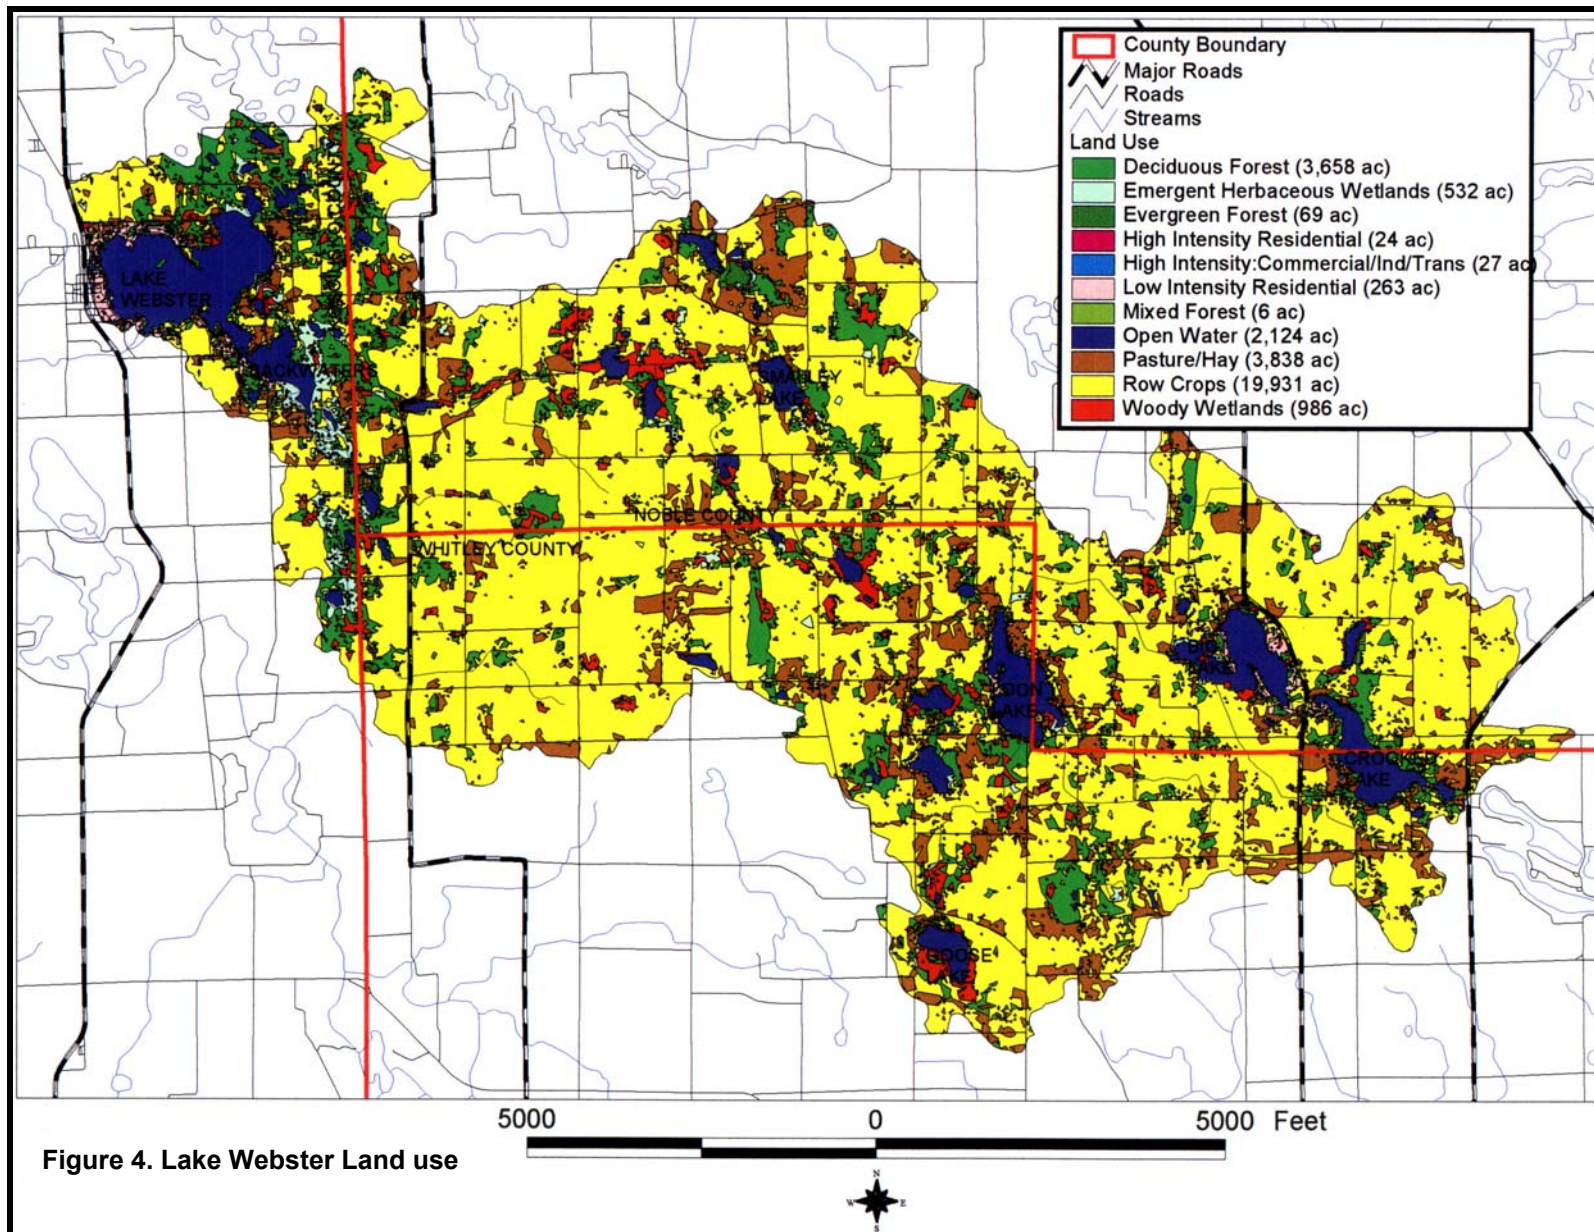 County Boundary
Major Roads
Roads
Streams
Land Use
Deciduous Forest (3,658 ac)
Emergent Herbaceous Wetlands (532 ac)
Evergreen Forest (69 ac)
High Intensity Residential (24 ac)
High Intensity:Commercial/Ind/Trans (27 ac)
Low Intensity Residential (263 ac)
Mixed Forest (6 ac)
Open Water (2,124 ac)
Pasture/Hay (3,838 ac)
Row Crops (19,931 ac)
Woody Wetlands (986 ac)
LAKE
WEBSTER
BACKWATERS
SMALLEY
LAKE
NOBLE COUNTY
WHITLEY COUNTY
BIG
LAKE
LOON
LAKE
CROOKED
LAKE
GOOSE
LAKE
5000 0 5000 Feet
Figure 4. Lake Webster Land use
N
W E
S